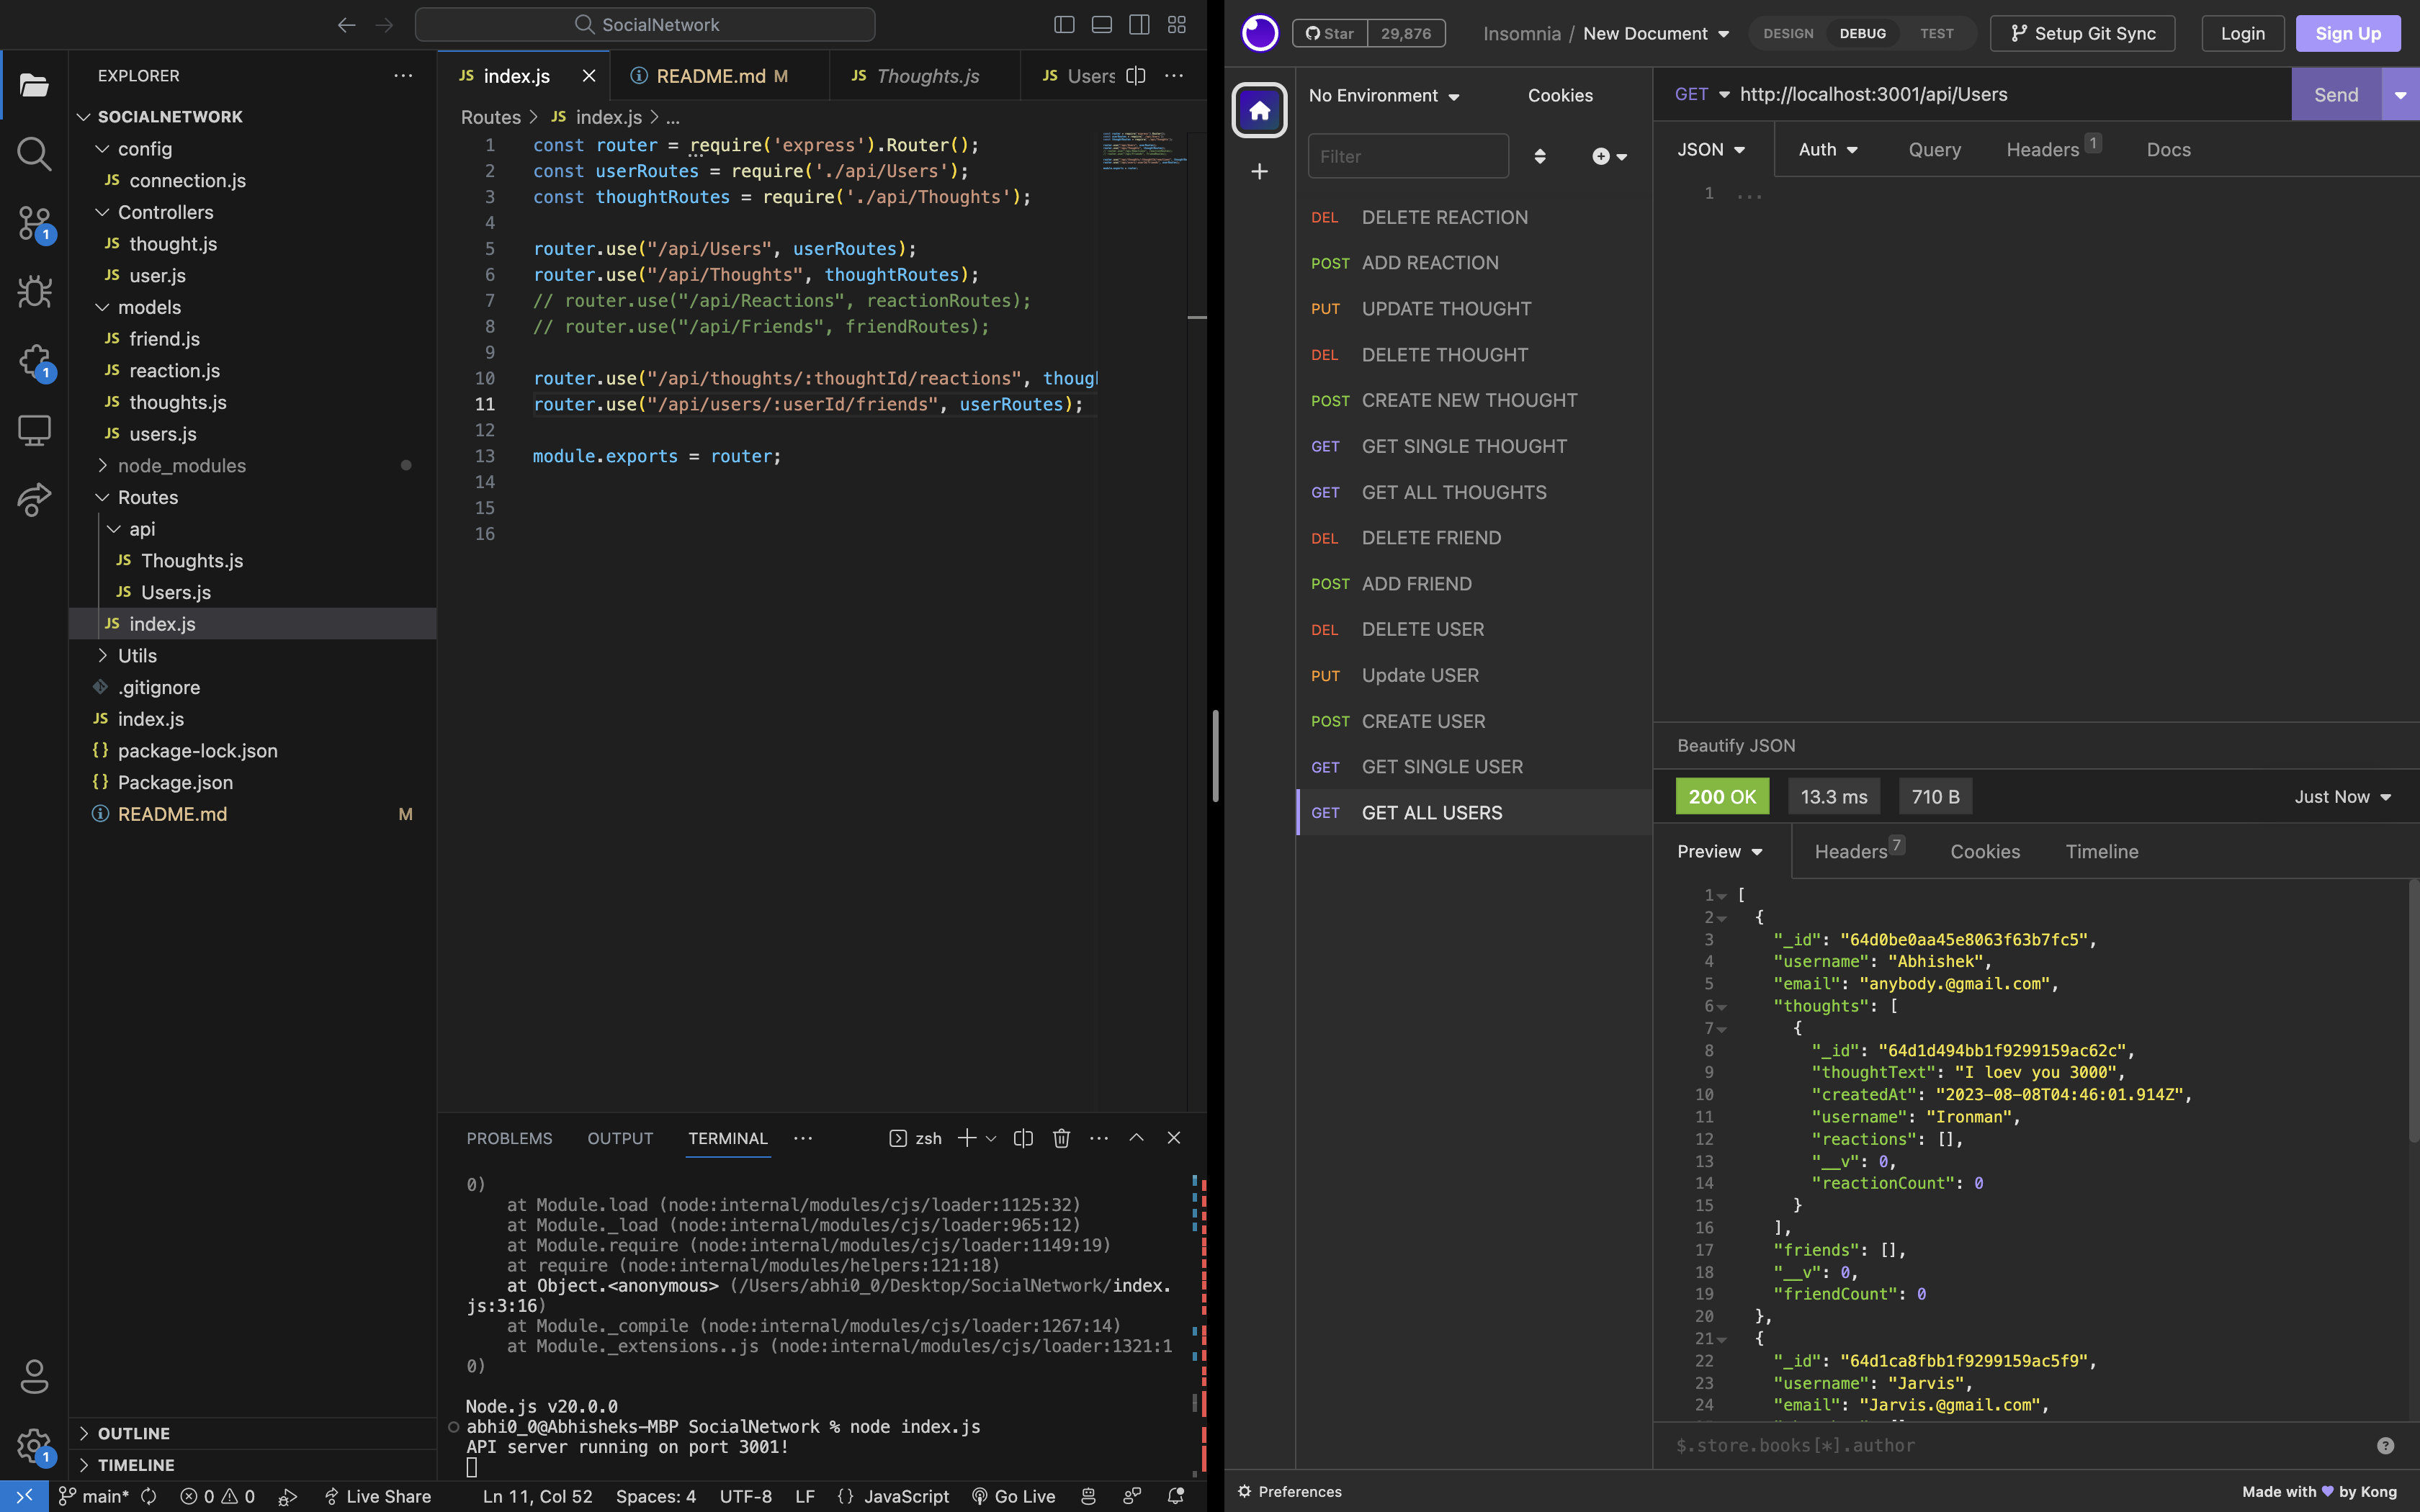 SocialNetwork
EXPLORER
SOCIALNETWORK
config
JS connection.js
Controllers
JS thought.js
JS user.js
models
JS friend.js
JS reaction.js
JS thoughts.js
JS users.js
node_modules
Routes
api
JS Thoughts.js
JS Users.js
JS index.js
Utils
.gitignore
JS index.js
{} package-lock.json
{} Package.json
README.md M
OUTLINE
TIMELINE
1
1
1
JS index.js
README.md M
JS Thoughts.js
JS Users
Routes > JS index.js > ...
1 const router = require('express').Router();
2 const userRoutes = require('./api/Users');
3 const thoughtRoutes = require('./api/Thoughts');
4
5 router.use("/api/Users", userRoutes);
6 router.use("/api/Thoughts", thoughtRoutes);
7 // router.use("/api/Reactions", reactionRoutes);
8 // router.use("/api/Friends", friendRoutes);
9
10 router.use("/api/thoughts/:thoughtId/reactions", though
11 router.use("/api/users/:userId/friends", userRoutes);
12
13 module.exports = router;
14
15
16
PROBLEMS OUTPUT TERMINAL zsh
0)
at Module.load (node:internal/modules/cjs/loader:1125:32)
at Module._load (node:internal/modules/cjs/loader:965:12)
at Module.require (node:internal/modules/cjs/loader:1149:19)
at require (node:internal/modules/helpers:121:18)
at Object.<anonymous> (/Users/abhi0_0/Desktop/SocialNetwork/index.
js:3:16)
at Module._compile (node:internal/modules/cjs/loader:1267:14)
at Module._extensions..js (node:internal/modules/cjs/loader:1321:1
0)
Node.js v20.0.0
abhi0_0@Abhisheks-MBP SocialNetwork % node index.js
API server running on port 3001!
main* 0 0 Live Share Ln 11, Col 52 Spaces: 4 UTF-8 LF {} JavaScript Go Live
Star 29,876 Insomnia / New Document DESIGN DEBUG TEST Setup Git Sync Login Sign Up
No Environment Cookies
Filter
DEL DELETE REACTION
POST ADD REACTION
PUT UPDATE THOUGHT
DEL DELETE THOUGHT
POST CREATE NEW THOUGHT
GET GET SINGLE THOUGHT
GET GET ALL THOUGHTS
DEL DELETE FRIEND
POST ADD FRIEND
DEL DELETE USER
PUT Update USER
POST CREATE USER
GET GET SINGLE USER
GET GET ALL USERS
GET http://localhost:3001/api/Users Send
JSON Auth Query Headers 1 Docs
1 ...
Beautify JSON
200 OK 13.3 ms 710 B Just Now
Preview Headers 7 Cookies Timeline
1 [
2 {
3 "_id": "64d0be0aa45e8063f63b7fc5",
4 "username": "Abhishek",
5 "email": "anybody.@gmail.com",
6 "thoughts": [
7 {
8 "_id": "64d1d494bb1f9299159ac62c",
9 "thoughtText": "I loev you 3000",
10 "createdAt": "2023-08-08T04:46:01.914Z",
11 "username": "Ironman",
12 "reactions": [],
13 "__v": 0,
14 "reactionCount": 0
15 }
16 ],
17 "friends": [],
18 "__v": 0,
19 "friendCount": 0
20 },
21 {
22 "_id": "64d1ca8fbb1f9299159ac5f9",
23 "username": "Jarvis",
24 "email": "Jarvis.@gmail.com",
$.store.books[*].author
Preferences
Made with by Kong